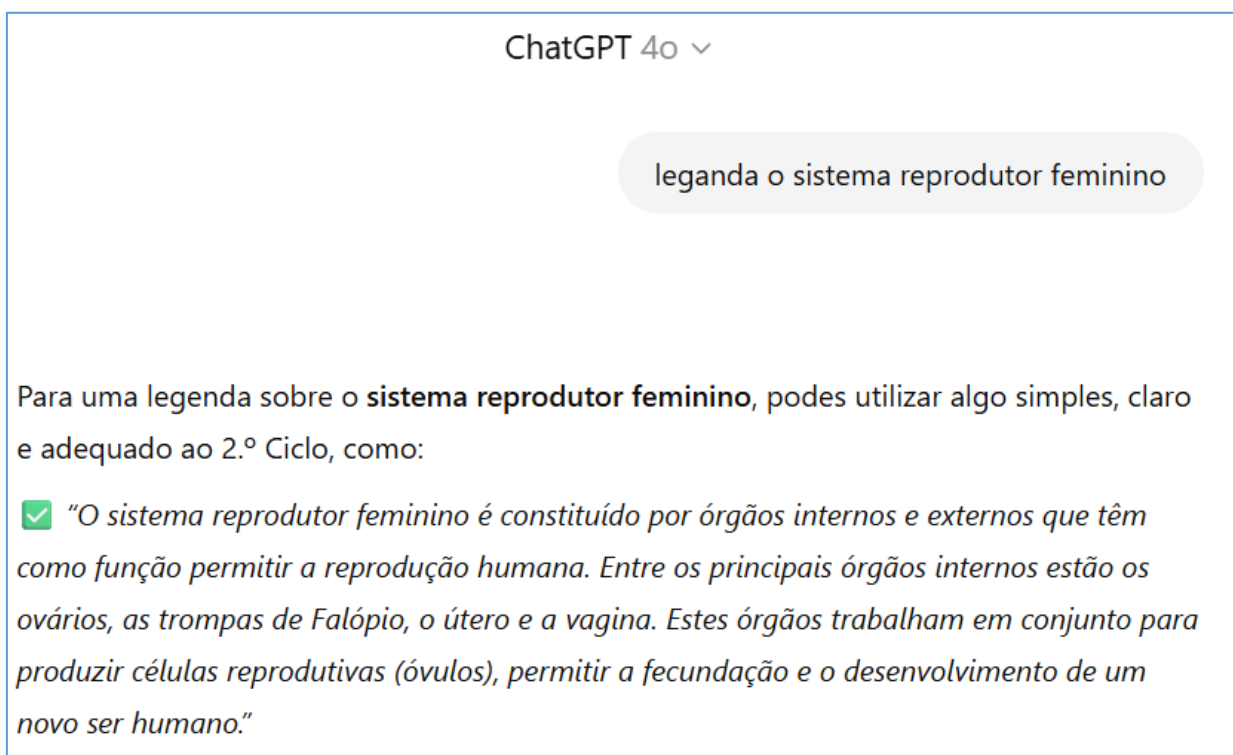 ChatGPT 4o
leganda o sistema reprodutor feminino
Para uma legenda sobre o sistema reprodutor feminino, podes utilizar algo simples, claro
e adequado ao 2.º Ciclo, como:
✅ "O sistema reprodutor feminino é constituído por órgãos internos e externos que têm
como função permitir a reprodução humana. Entre os principais órgãos internos estão os
ovários, as trompas de Falópio, o útero e a vagina. Estes órgãos trabalham em conjunto para
produzir células reprodutivas (óvulos), permitir a fecundação e o desenvolvimento de um
novo ser humano."